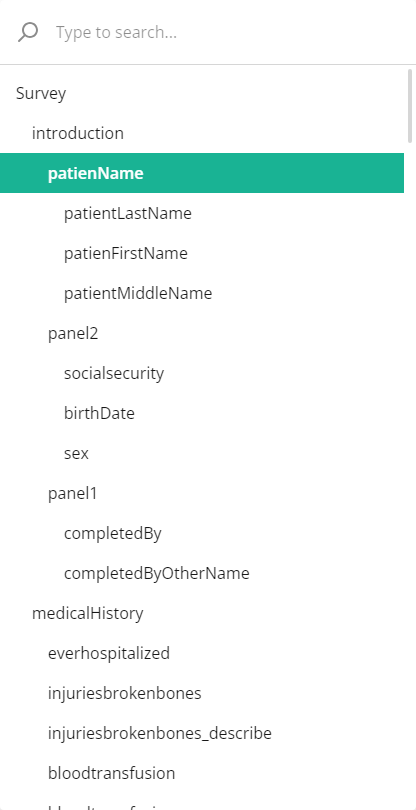 Type to search...
Survey
introduction
patienName
patientLastName
patienFirstName
patientMiddleName
panel2
socialsecurity
birthDate
sex
panel1
completedBy
completedByOtherName
medicalHistory
everhospitalized
injuriesbrokenbones
injuriesbrokenbones_describe
bloodtransfusion